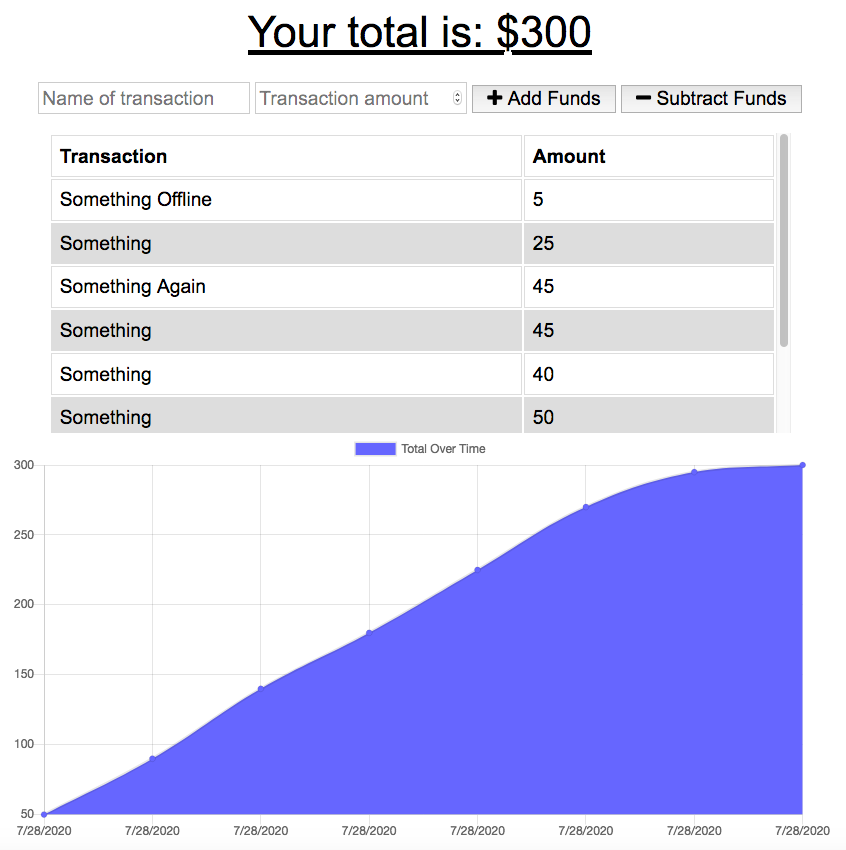 Your total is: $300
Name of transaction Transaction amount Add Funds Subtract Funds
Transaction Amount
Something Offline 5
Something 25
Something Again 45
Something 45
Something 40
Something 50
Total Over Time
300
250
200
150
100
50
7/28/2020 7/28/2020 7/28/2020 7/28/2020 7/28/2020 7/28/2020 7/28/2020 7/28/2020